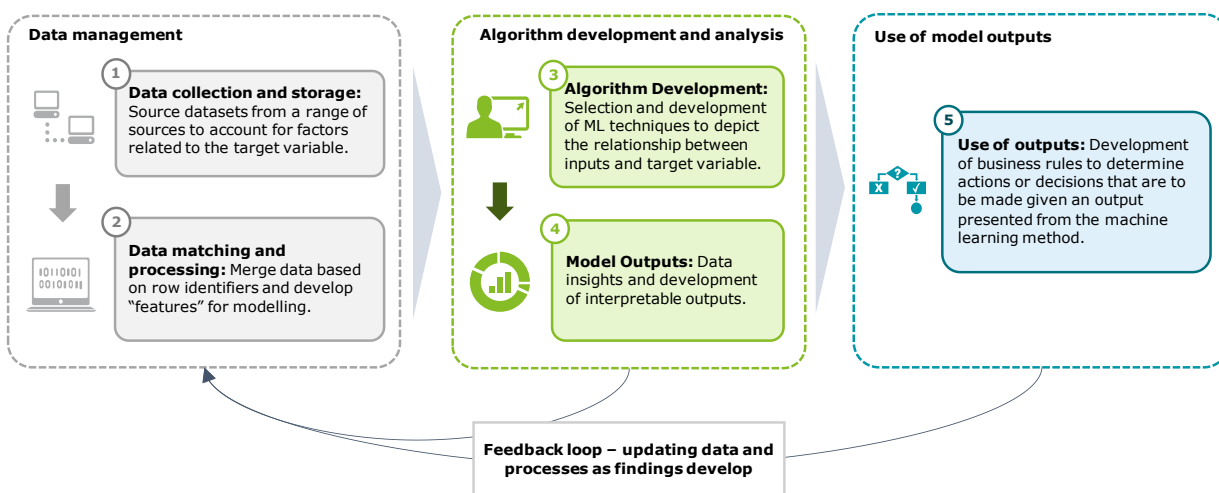 Data management
1
Data collection and storage:
Source datasets from a range of
sources to account for factors
related to the target variable.
2
Data matching and
processing: Merge data based
on row identifiers and develop
“features” for modelling.
10110101
00101011
Algorithm development and analysis
3
Algorithm Development:
Selection and development
of ML techniques to depict
the relationship between
inputs and target variable.
4
Model Outputs: Data
insights and development
of interpretable outputs.
Use of model outputs
5
Use of outputs: Development
of business rules to determine
actions or decisions that are to
be made given an output
presented from the machine
learning method.
?
X
✓
Feedback loop – updating data and
processes as findings develop